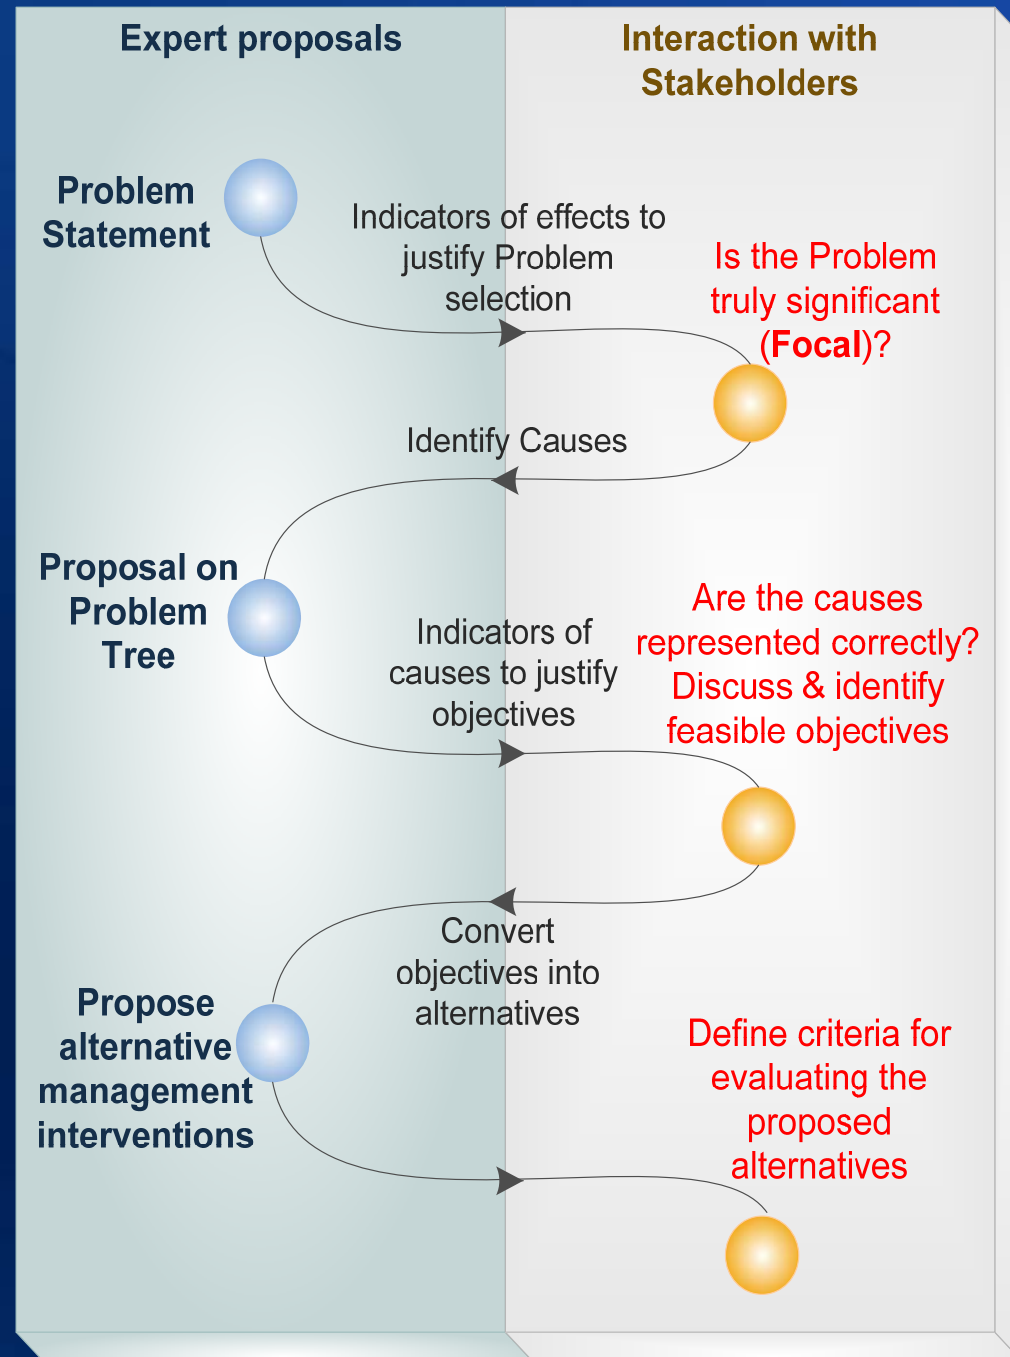 Expert proposals
Interaction with
Stakeholders
Problem
Statement
Indicators of effects to
justify Problem
selection
Is the Problem
truly significant
(Focal)?
Identify Causes
Proposal on
Problem
Tree
Indicators of
causes to justify
objectives
Are the causes
represented correctly?
Discuss & identify
feasible objectives
Convert
objectives into
alternatives
Propose
alternative
management
interventions
Define criteria for
evaluating the
proposed
alternatives